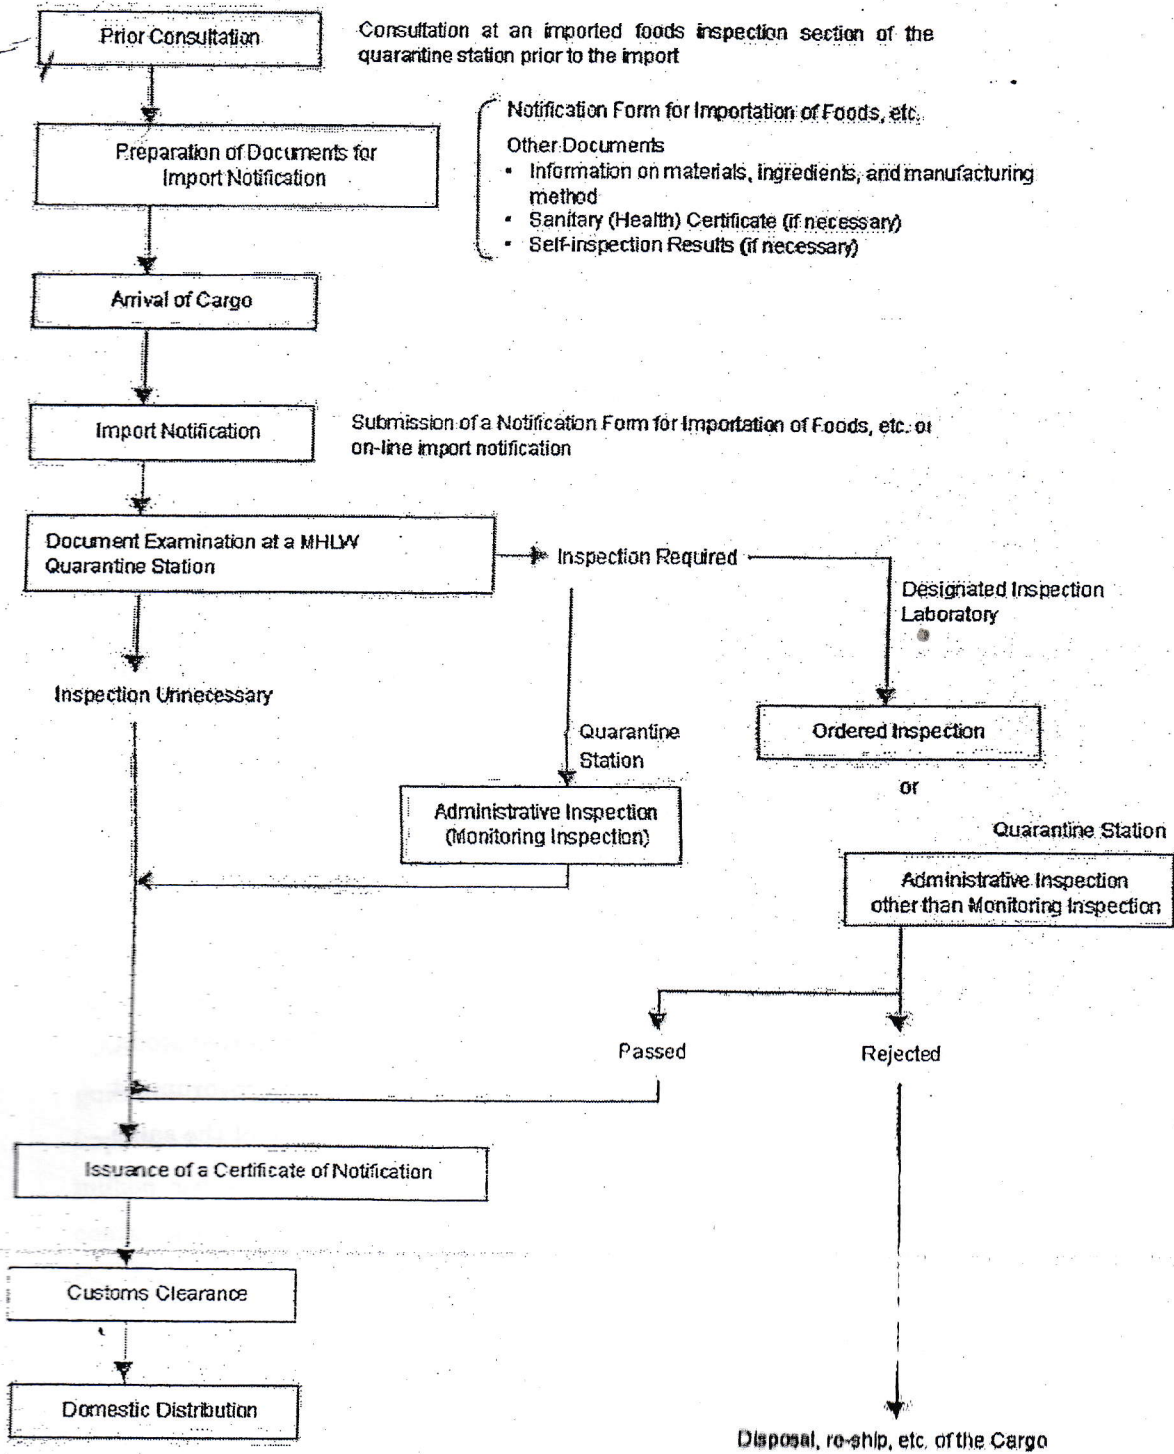 Prior Consultation
Consultation at an imported foods inspection section of the
quarantine station prior to the import
Notification Form for Importation of Foods, etc.
Preparation of Documents for
Import Notification
Other Documents
▪ Information on materials, ingredients, and manufacturing
method
▪ Sanitary (Health) Certificate (if necessary)
▪ Self-inspection Results (if necessary)
Arrival of Cargo
Import Notification
Submission of a Notification Form for Importation of Foods, etc. or
on-line import notification
Document Examination at a MHLW
Quarantine Station
Inspection Required
Designated Inspection
Laboratory
Inspection Unnecessary
Quarantine
Station
Ordered Inspection
or
Administrative Inspection
(Monitoring Inspection)
Quarantine Station
Administrative Inspection
other than Monitoring Inspection
Passed
Rejected
Issuance of a Certificate of Notification
Customs Clearance
Domestic Distribution
Disposal, re-ship, etc. of the Cargo